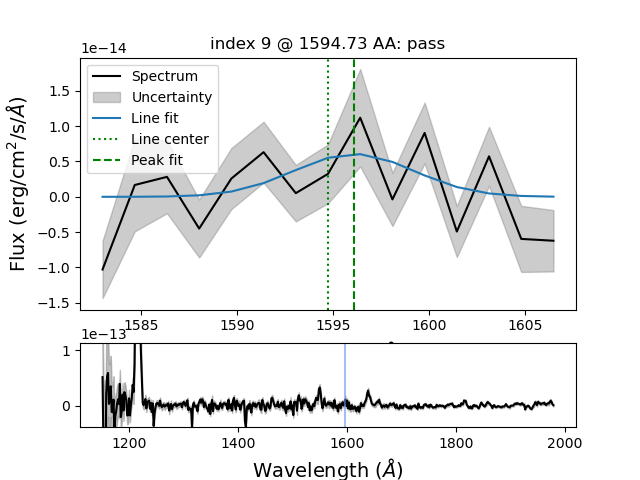 index 9 @ 1594.73 AA: pass
1e−14
Spectrum
Uncertainty
Line fit
Line center
Peak fit
1.5
1.0
0.5
0.0
−0.5
−1.0
−1.5
Flux (erg/cm²/s/Å)
1585 1590 1595 1600 1605
1e−13
1
0
1200 1400 1600 1800 2000
Wavelength (Å)